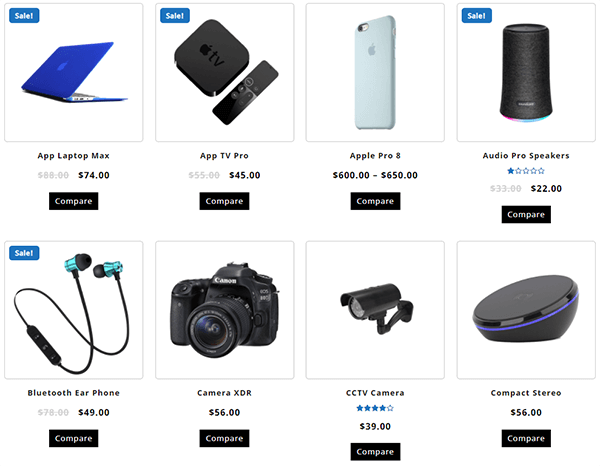 Sale!
Sale!
Sale!
tv
App Laptop Max
App TV Pro
Apple Pro 8
Audio Pro Speakers
$88.00 $74.00
$55.00 $45.00
$600.00 – $650.00
$33.00 $22.00
Compare
Compare
Compare
Compare
Sale!
Canon
EOS
Bluetooth Ear Phone
Camera XDR
CCTV Camera
Compact Stereo
$78.00 $49.00
$56.00
$39.00
$56.00
Compare
Compare
Compare
Compare